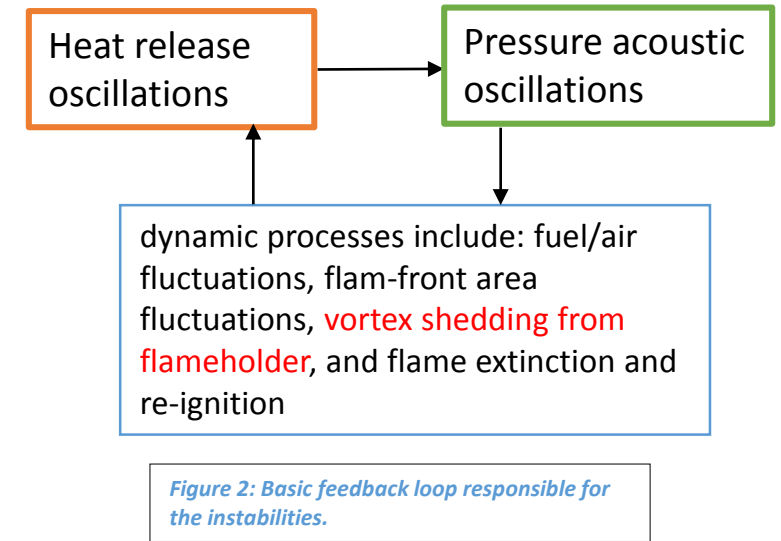 Heat release
oscillations
Pressure acoustic
oscillations
dynamic processes include: fuel/air
fluctuations, flam-front area
fluctuations, vortex shedding from
flameholder, and flame extinction and
re-ignition
Figure 2: Basic feedback loop responsible for
the instabilities.